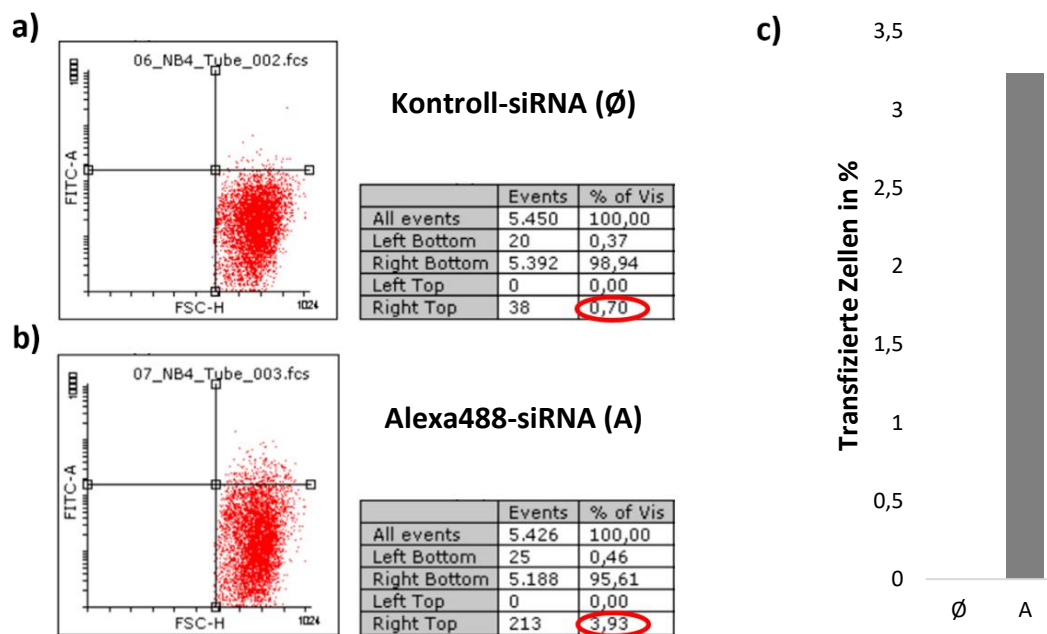 a)
06_NB4_Tube_002.fcs
FITC-A
FSC-H
1024
Kontroll-siRNA (Ø)
Events % of Vis
All events 5.450 100,00
Left Bottom 20 0,37
Right Bottom 5.392 98,94
Left Top 0 0,00
Right Top 38 0,70
b)
07_NB4_Tube_003.fcs
FITC-A
FSC-H
1024
Alexa488-siRNA (A)
Events % of Vis
All events 5.426 100,00
Left Bottom 25 0,46
Right Bottom 5.188 95,61
Left Top 0 0,00
Right Top 213 3,93
c)
Transfizierte Zellen in %
3,5
3
2,5
2
1,5
1
0,5
0
Ø A